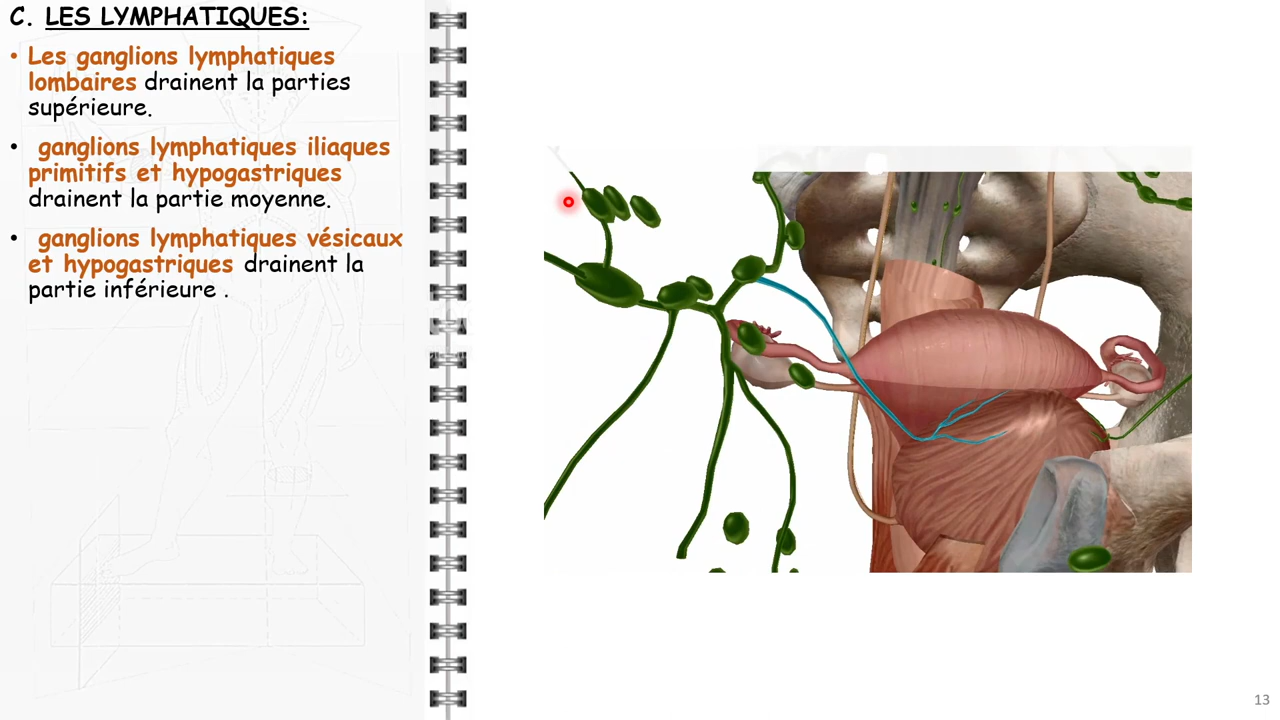 C. LES LYMPHATIQUES:
• Les ganglions lymphatiques
lombaires drainent la parties
supérieure.
• ganglions lymphatiques iliaques
primitifs et hypogastriques
drainent la partie moyenne.
• ganglions lymphatiques vésicaux
et hypogastriques drainent la
partie inférieure .
13